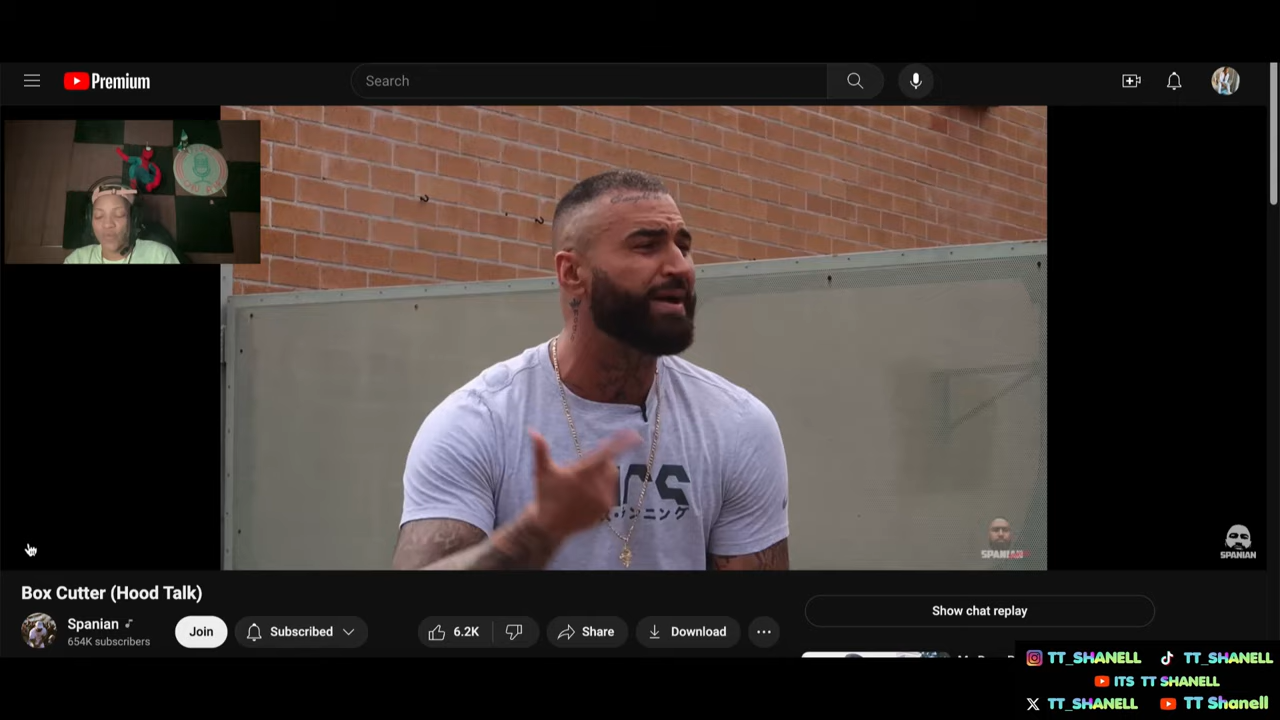 Premium
Search
SPANIAN
SPANIAN
Box Cutter (Hood Talk)
Spanian
654K subscribers
Join
Subscribed
6.2K
Share
Download
Show chat replay
TT_SHANELL
TT_SHANELL
ITS TT SHANELL
TT_SHANELL
TT Shanell